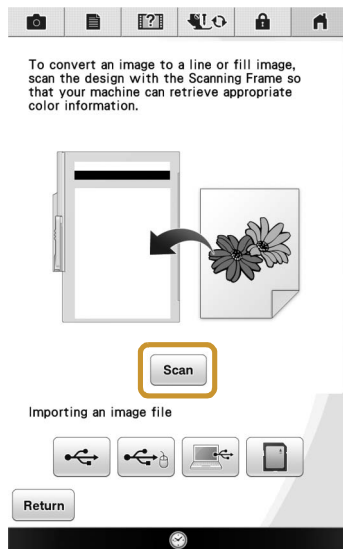 To convert an image to a line or fill image,
scan the design with the Scanning Frame so
that your machine can retrieve appropriate
color information.
Scan
Importing an image file
Return